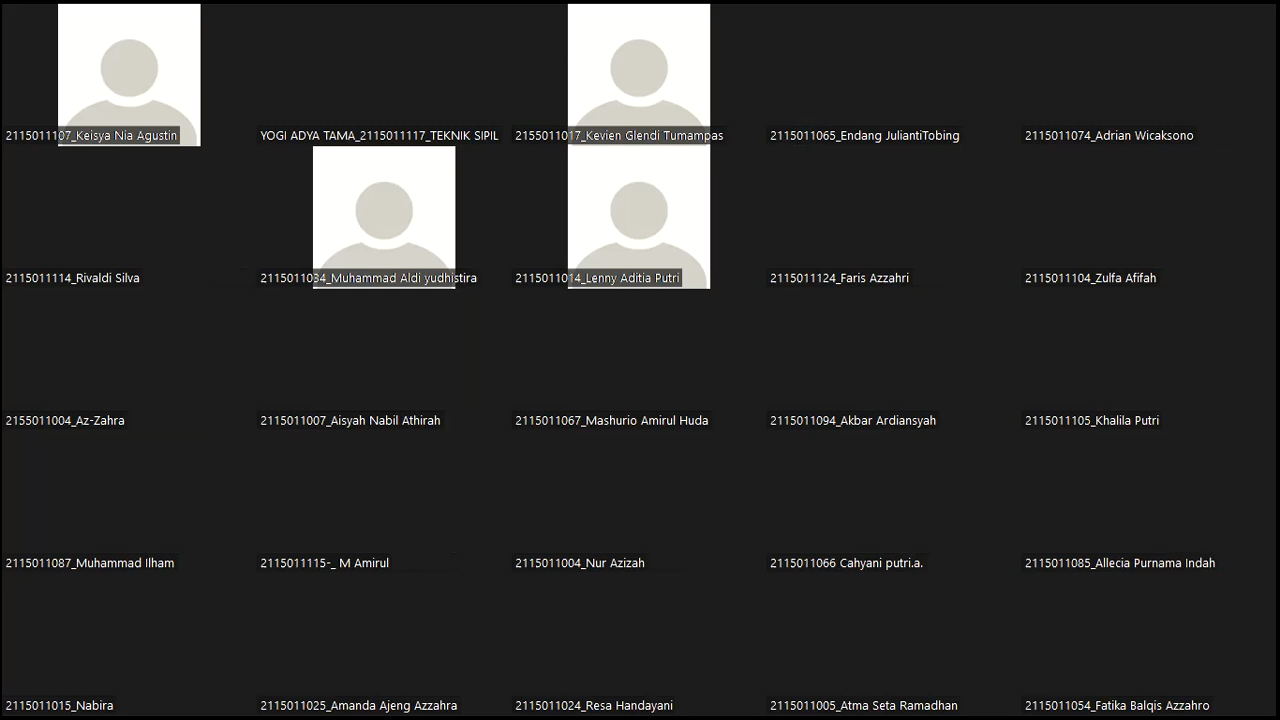 2115011107_Keisya Nia Agustin
YOGI ADYA TAMA_2115011117_TEKNIK SIPIL
2155011017_Kevien Glendi Tumampas
2115011065_Endang JuliantiTobing
2115011074_Adrian Wicaksono
2115011114_Rivaldi Silva
2115011034_Muhammad Aldi yudhistira
2115011014_Lenny Aditia Putri
2115011124_Faris Azzahri
2115011104_Zulfa Afifah
2155011004_Az-Zahra
2115011007_Aisyah Nabil Athirah
2115011067_Mashurio Amirul Huda
2115011094_Akbar Ardiansyah
2115011105_Khalila Putri
2115011087_Muhammad Ilham
2115011115-_ M Amirul
2115011004_Nur Azizah
2115011066 Cahyani putri.a.
2115011085_Allecia Purnama Indah
2115011015_Nabira
2115011025_Amanda Ajeng Azzahra
2115011024_Resa Handayani
2115011005_Atma Seta Ramadhan
2115011054_Fatika Balqis Azzahro